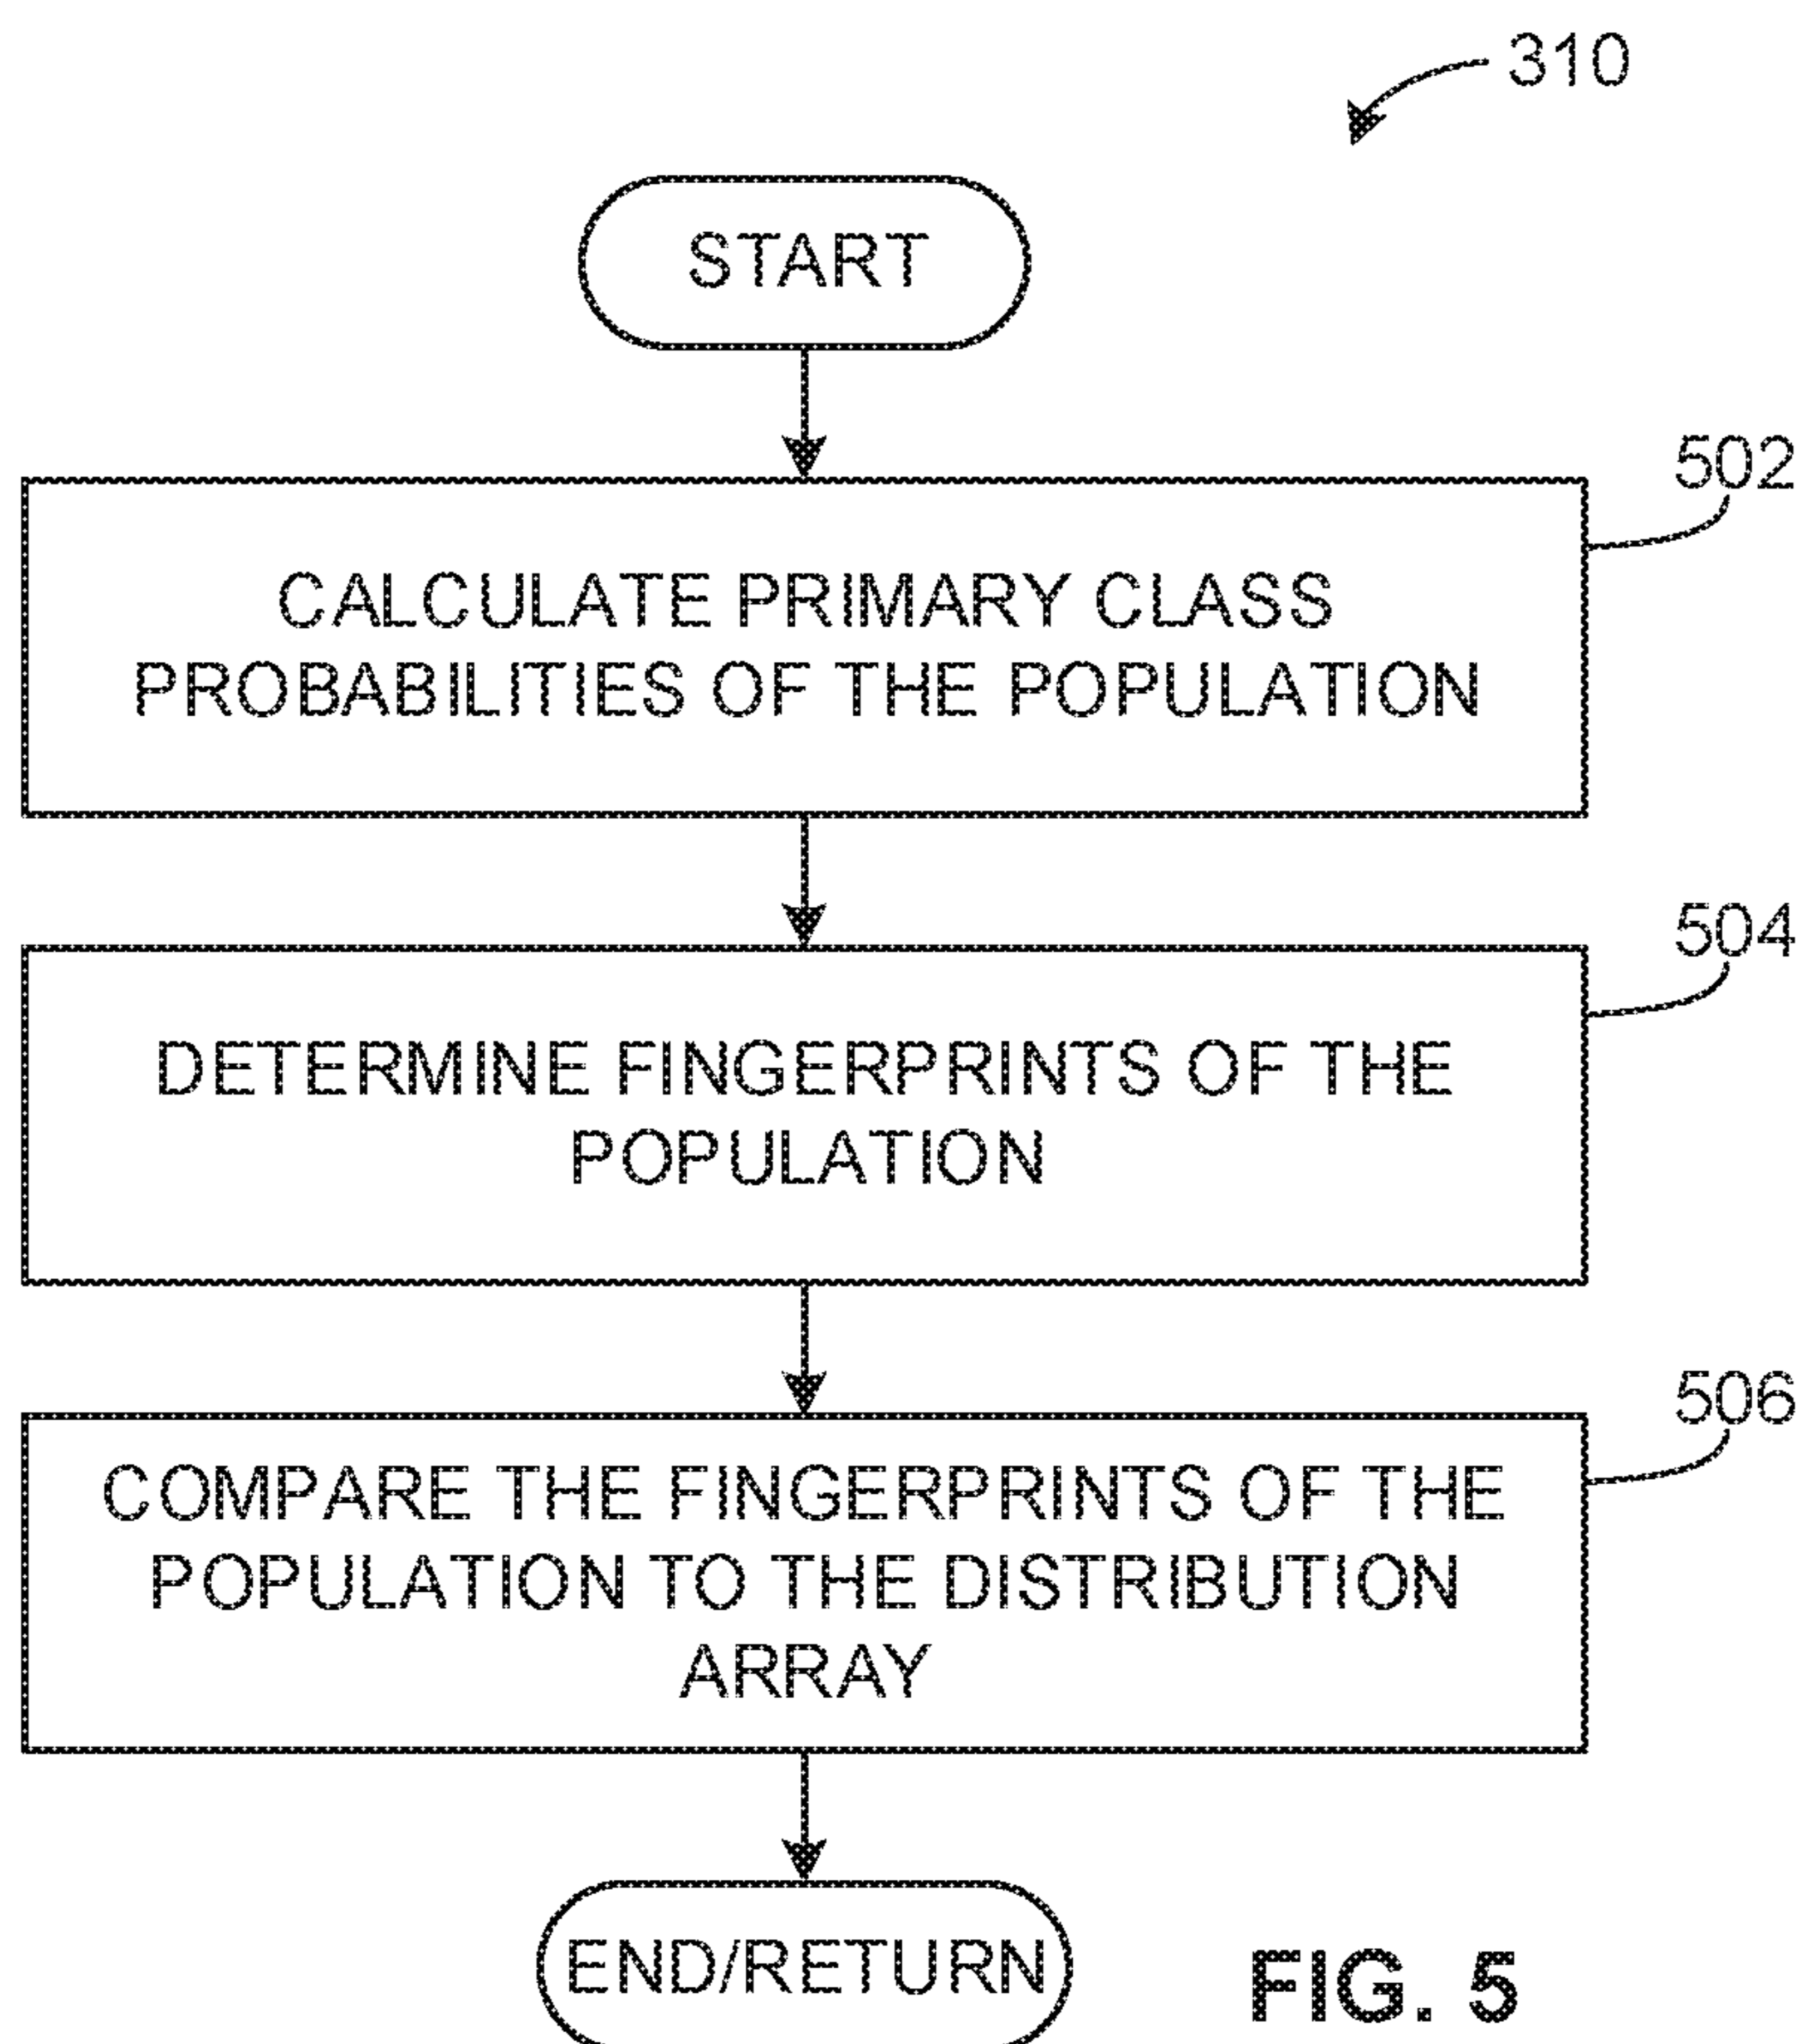 310
START
502
CALCULATE PRIMARY CLASS
PROBABILITIES OF THE POPULATION
504
DETERMINE FINGERPRINTS OF THE
POPULATION
506
COMPARE THE FINGERPRINTS OF THE
POPULATION TO THE DISTRIBUTION
ARRAY
END/RETURN
FIG. 5